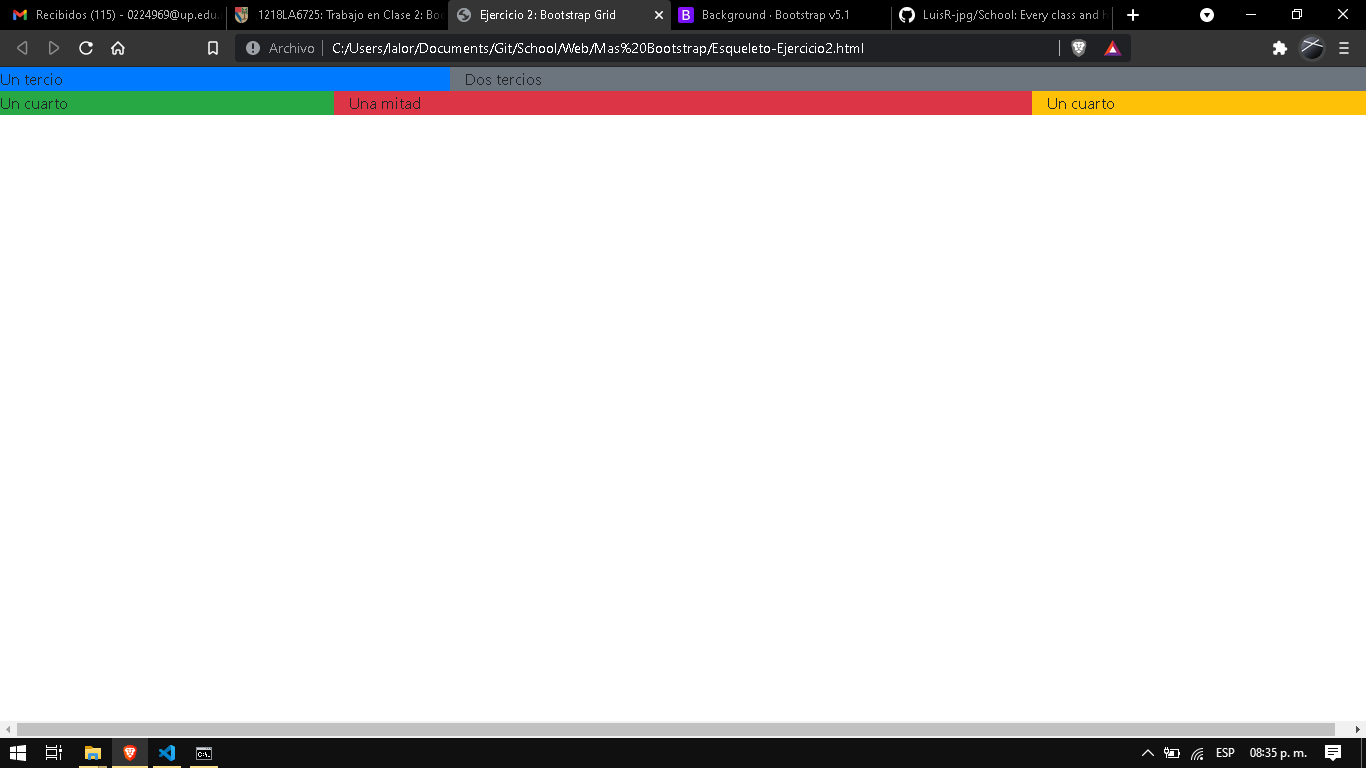 Recibidos (115) - 0224969@up.edu.
1218LA6725: Trabajo en Clase 2: Bo
Ejercicio 2: Bootstrap Grid
Background · Bootstrap v5.1
LuisR-jpg/School: Every class and
Archivo
C:/Users/lalor/Documents/Git/School/Web/Mas%20Bootstrap/Esqueleto-Ejercicio2.html
Un tercio
Dos tercios
Un cuarto
Una mitad
Un cuarto
ESP
08:35 p. m.